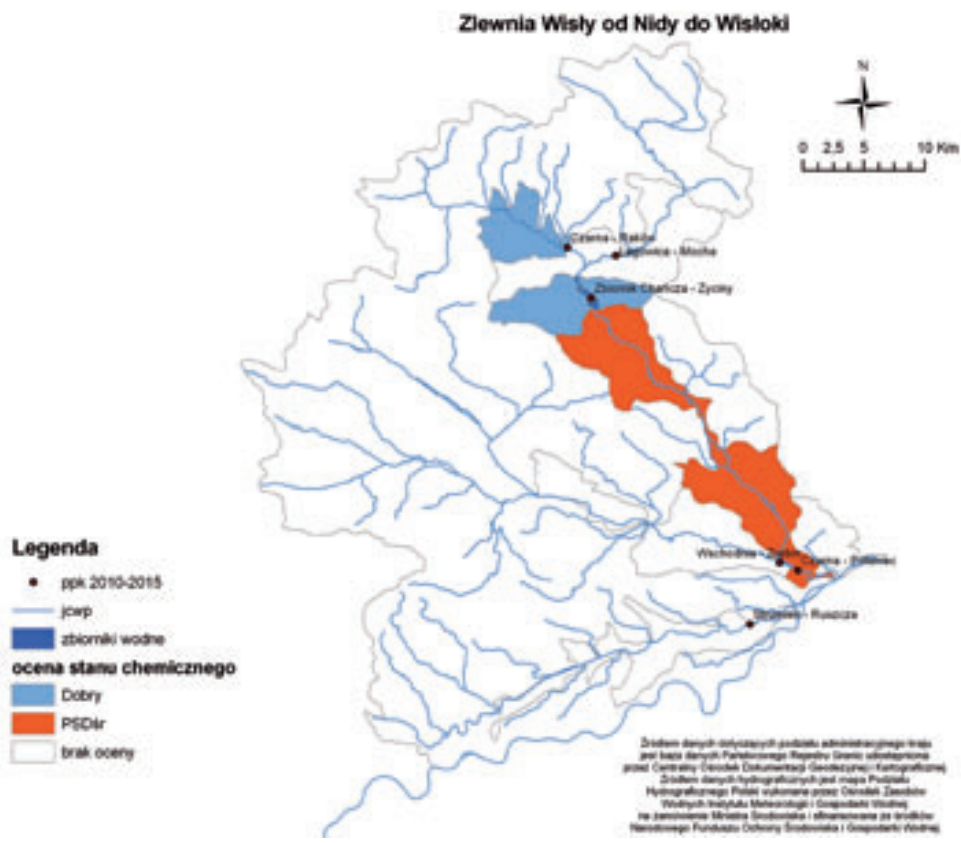 Zlewnia Wisły od Nidy do Wisłoki
N
0 2,5 5 10 Km
Czarna - Raków
Łagowica - Mocha
Zbiornik Chańcza - Życiny
Wschodnia -
Czarna - Połaniec
- Ruszcza
Legenda
ppk 2010-2015
jcwp
zbiorniki wodne
ocena stanu chemicznego
Dobry
PSDśr
brak oceny
Źródłem danych dotyczących podziału administracyjnego kraju
jest baza danych Państwowego Rejestru Granic udostępniona
przez Centralny Ośrodek Dokumentacji Geodezyjnej i Kartograficznej
Źródłem danych hydrograficznych jest mapa Podziału
Hydrograficznego Polski wykonana przez Ośrodek Zasobów
Wodnych Instytutu Meteorologii i Gospodarki Wodnej
na zamówienie Ministra Środowiska i sfinansowana ze środków
Narodowego Funduszu Ochrony Środowiska i Gospodarki Wodnej